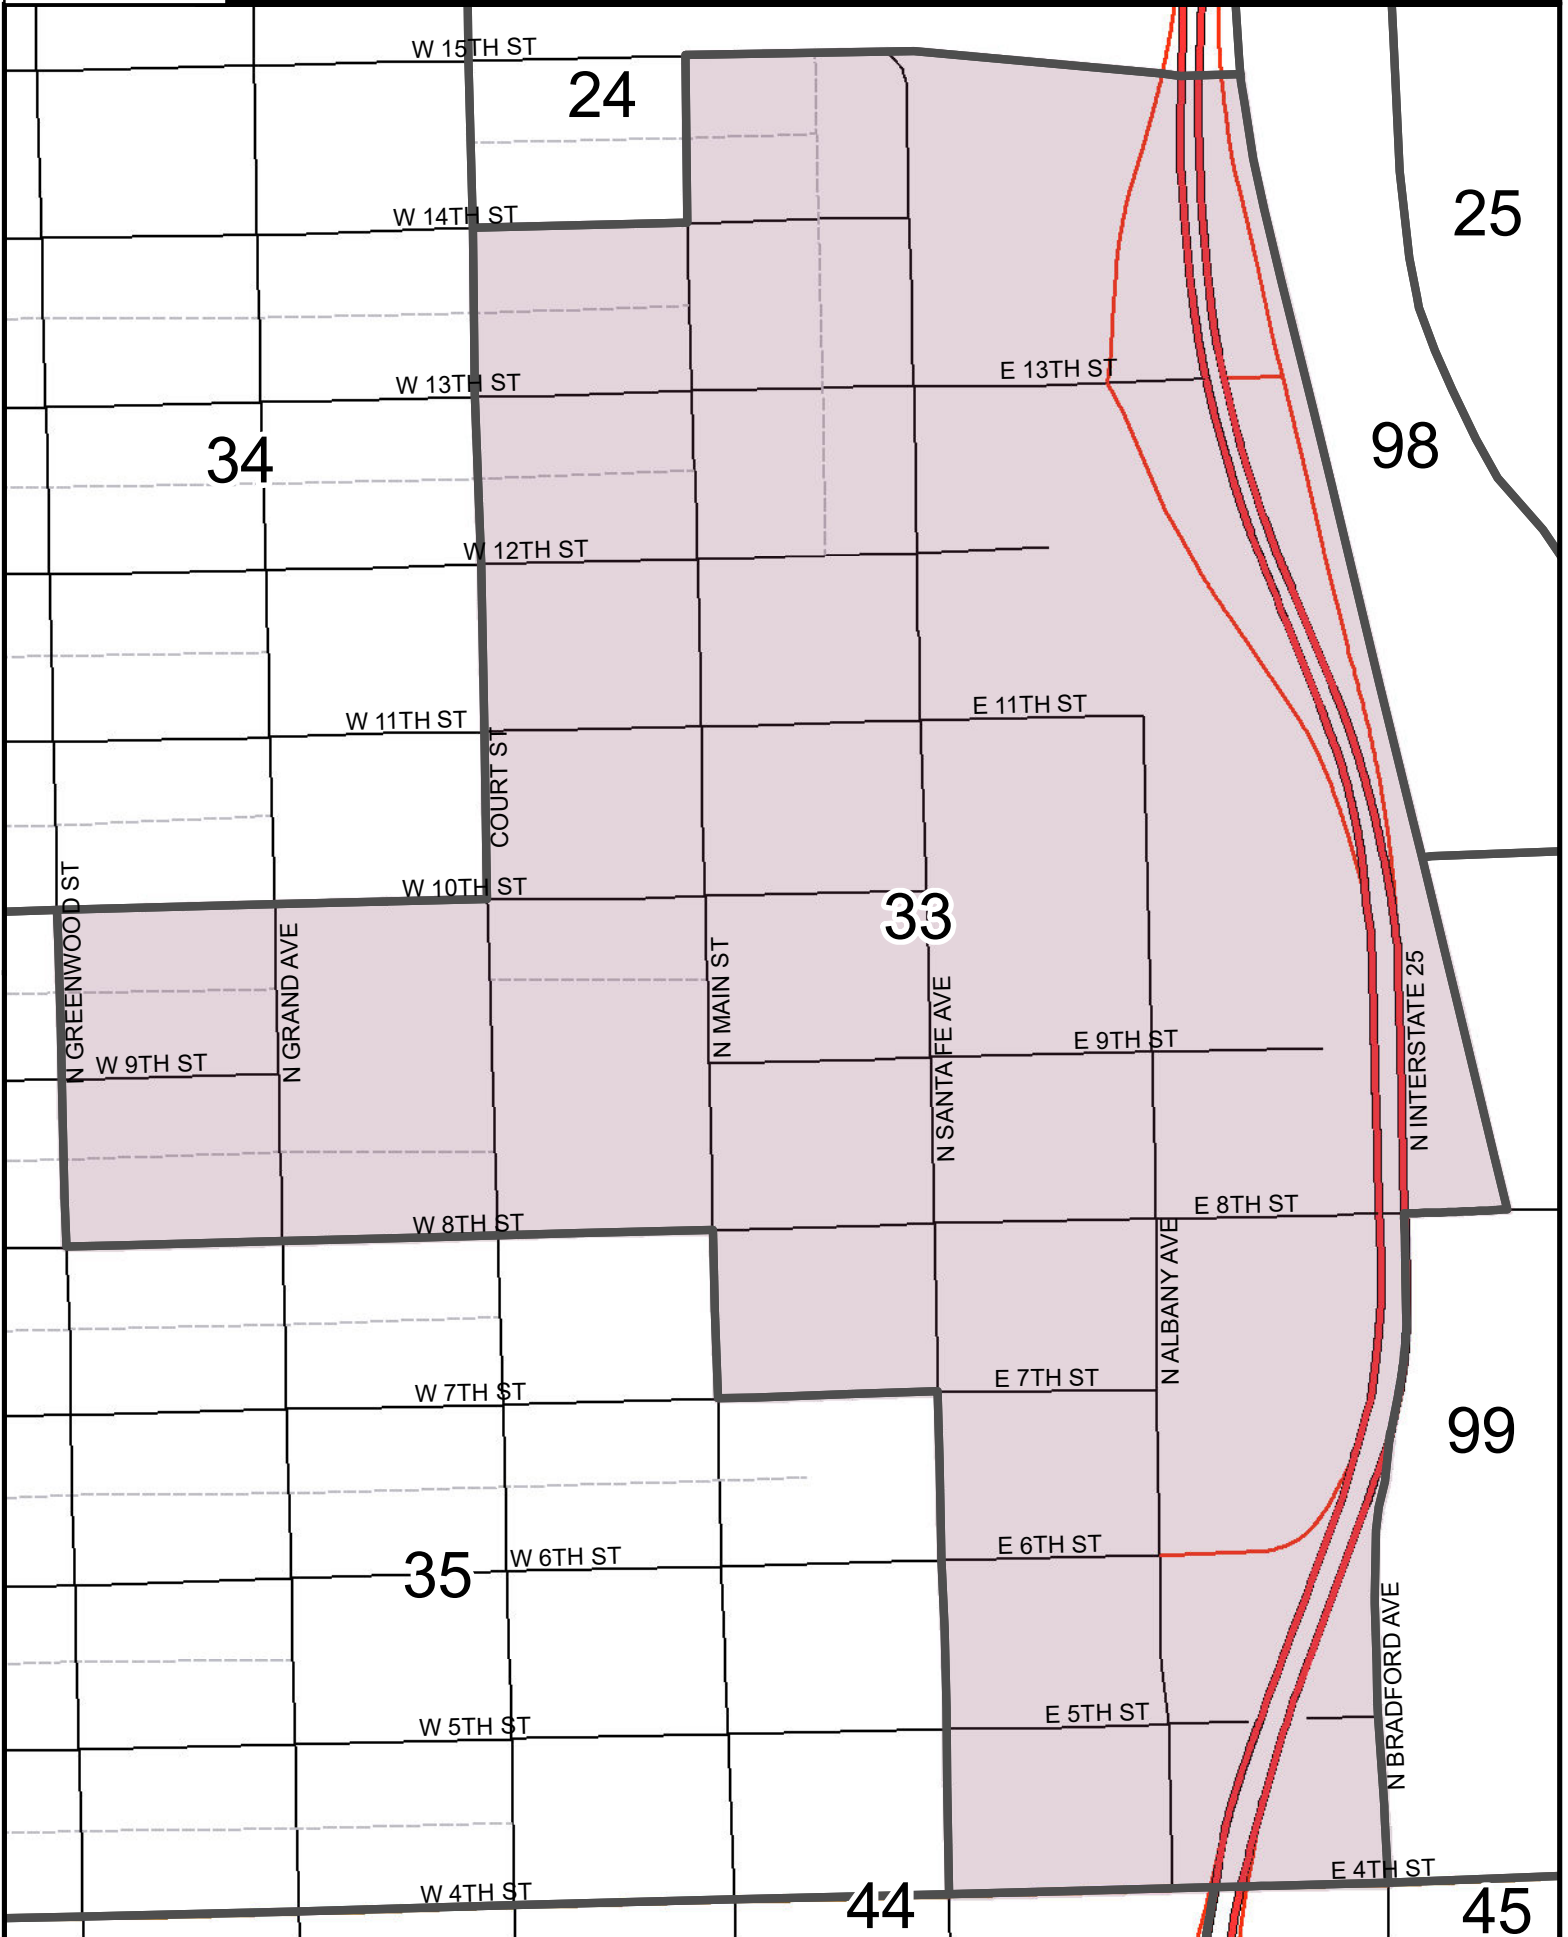 W 15TH ST
24
W 14TH ST
25
E 13TH ST
W 13TH ST
34
98
W 12TH ST
E 11TH ST
W 11TH ST
COURT ST
W 10TH ST
33
N GREENWOOD ST
N GRAND AVE
N MAIN ST
N SANTA FE AVE
N INTERSTATE 25
E 9TH ST
W 9TH ST
E 8TH ST
W 8TH ST
N ALBANY AVE
E 7TH ST
W 7TH ST
99
E 6TH ST
W 6TH ST
35
N BRADFORD AVE
E 5TH ST
W 5TH ST
E 4TH ST
W 4TH ST
44
45